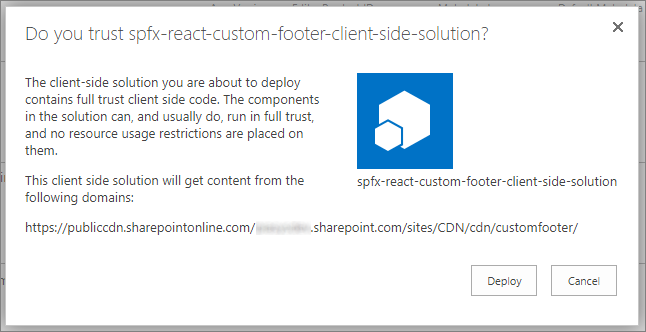 Do you trust spfx-react-custom-footer-client-side-solution?
The client-side solution you are about to deploy
contains full trust client side code. The components
in the solution can, and usually do, run in full trust,
and no resource usage restrictions are placed on
them.
spfx-react-custom-footer-client-side-solution
This client side solution will get content from the
following domains:
https://publiccdn.sharepointonline.com/ .sharepoint.com/sites/CDN/cdn/customfooter/
Deploy
Cancel